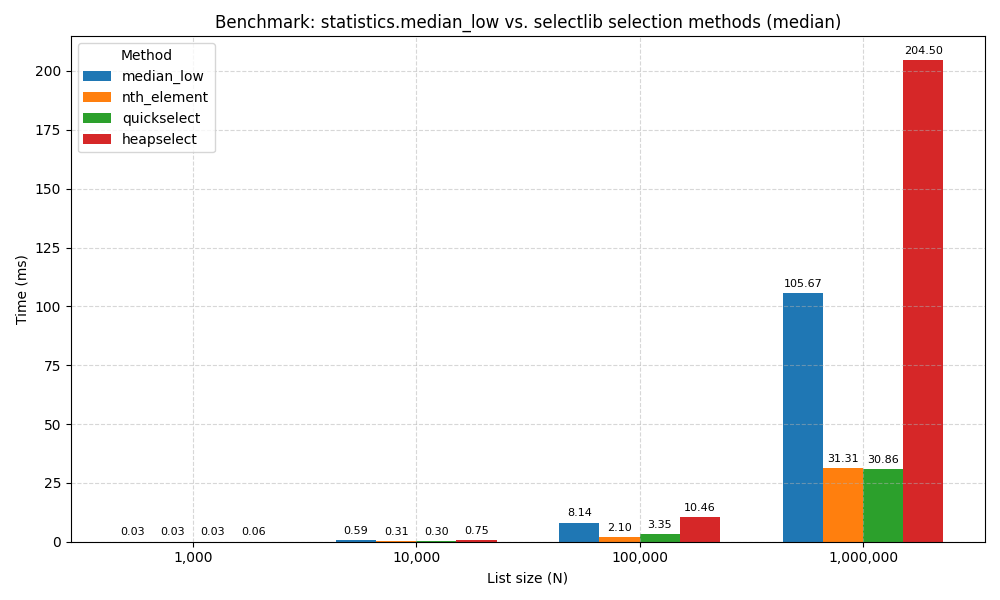 Benchmark: statistics.median_low vs. selectlib selection methods (median)
Method
median_low
nth_element
quickselect
heapselect
Time (ms)
200
175
150
125
100
75
50
25
0
0.03 0.03 0.03 0.06
0.59 0.31 0.30 0.75
8.14 2.10 3.35 10.46
105.67 31.31 30.86 204.50
1,000 10,000 100,000 1,000,000
List size (N)